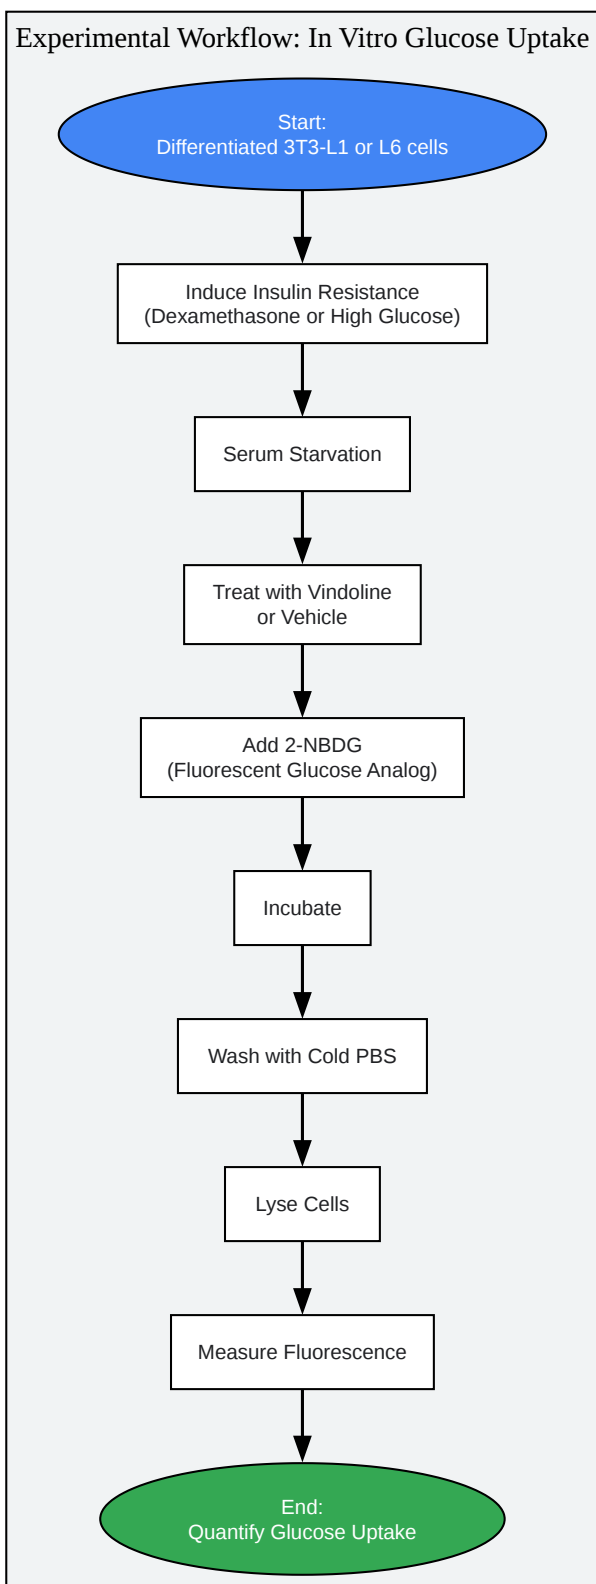 Experimental Workflow: In Vitro Glucose Uptake
Start:
Differentiated 3T3-L1 or L6 cells
Induce Insulin Resistance
(Dexamethasone or High Glucose)
Serum Starvation
Treat with Vindoline
or Vehicle
Add 2-NBDG
(Fluorescent Glucose Analog)
Incubate
Wash with Cold PBS
Lyse Cells
Measure Fluorescence
End:
Quantify Glucose Uptake